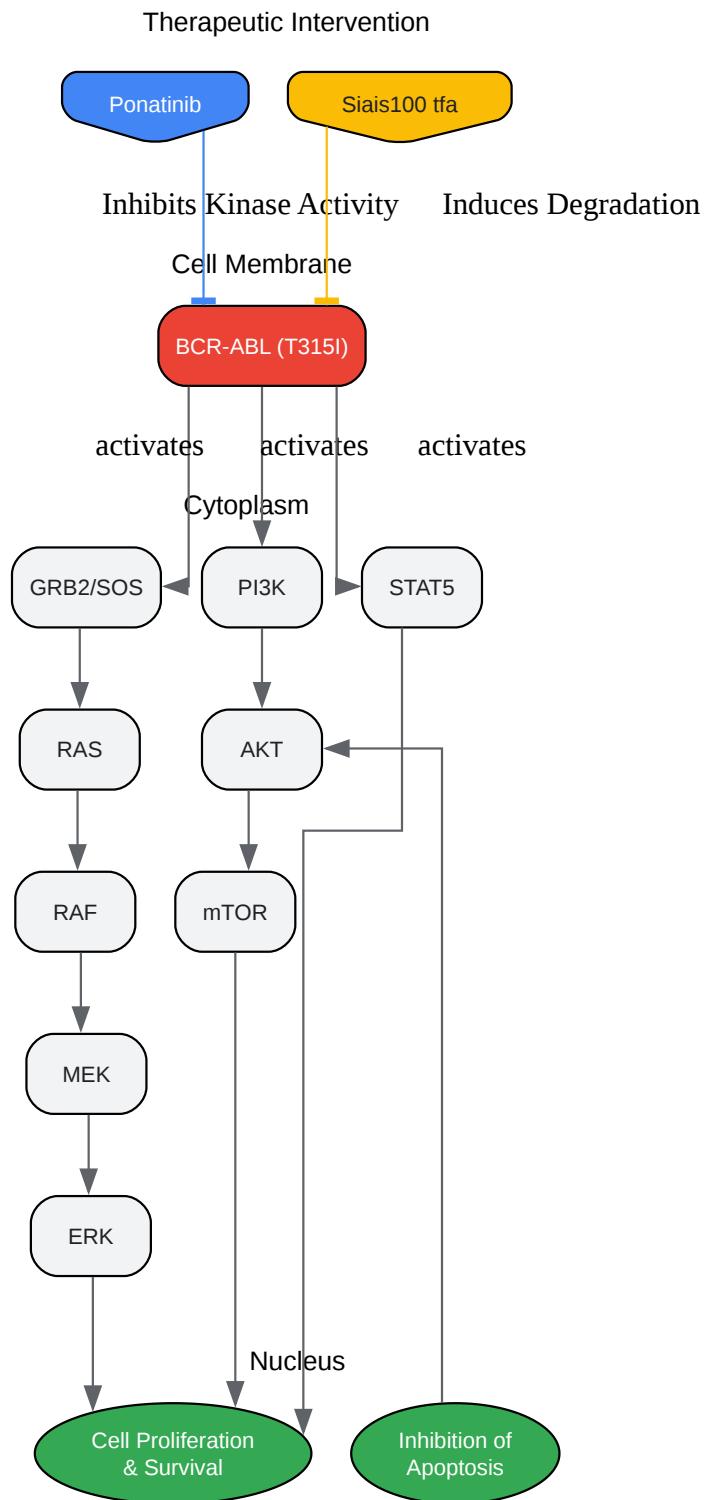 Therapeutic Intervention
Ponatinib
Siais100 tfa
Inhibits Kinase Activity
Induces Degradation
Cell Membrane
BCR-ABL (T315I)
activates
activates
activates
Cytoplasm
GRB2/SOS
PI3K
STAT5
RAS
AKT
RAF
mTOR
MEK
ERK
Nucleus
Cell Proliferation
& Survival
Inhibition of
Apoptosis